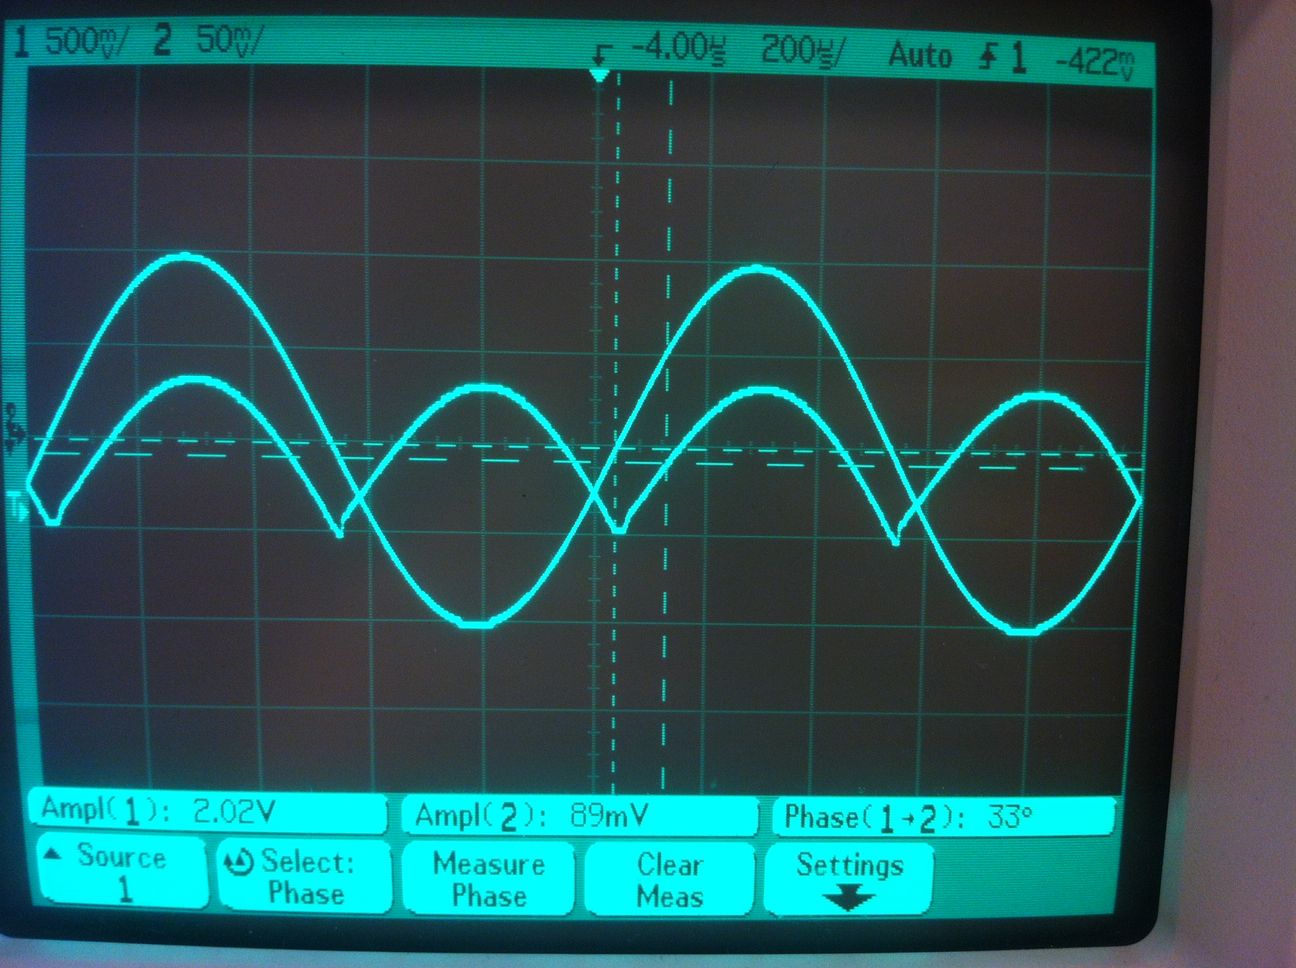 1 500mV/ 2 50mV/ -4.00µs 200µs/ Auto 1 -422mV
T
Ampl(1): 2.02V Ampl(2): 89mV Phase(1→2): 33°
Source
1
Select:
Phase
Measure
Phase
Clear
Meas
Settings